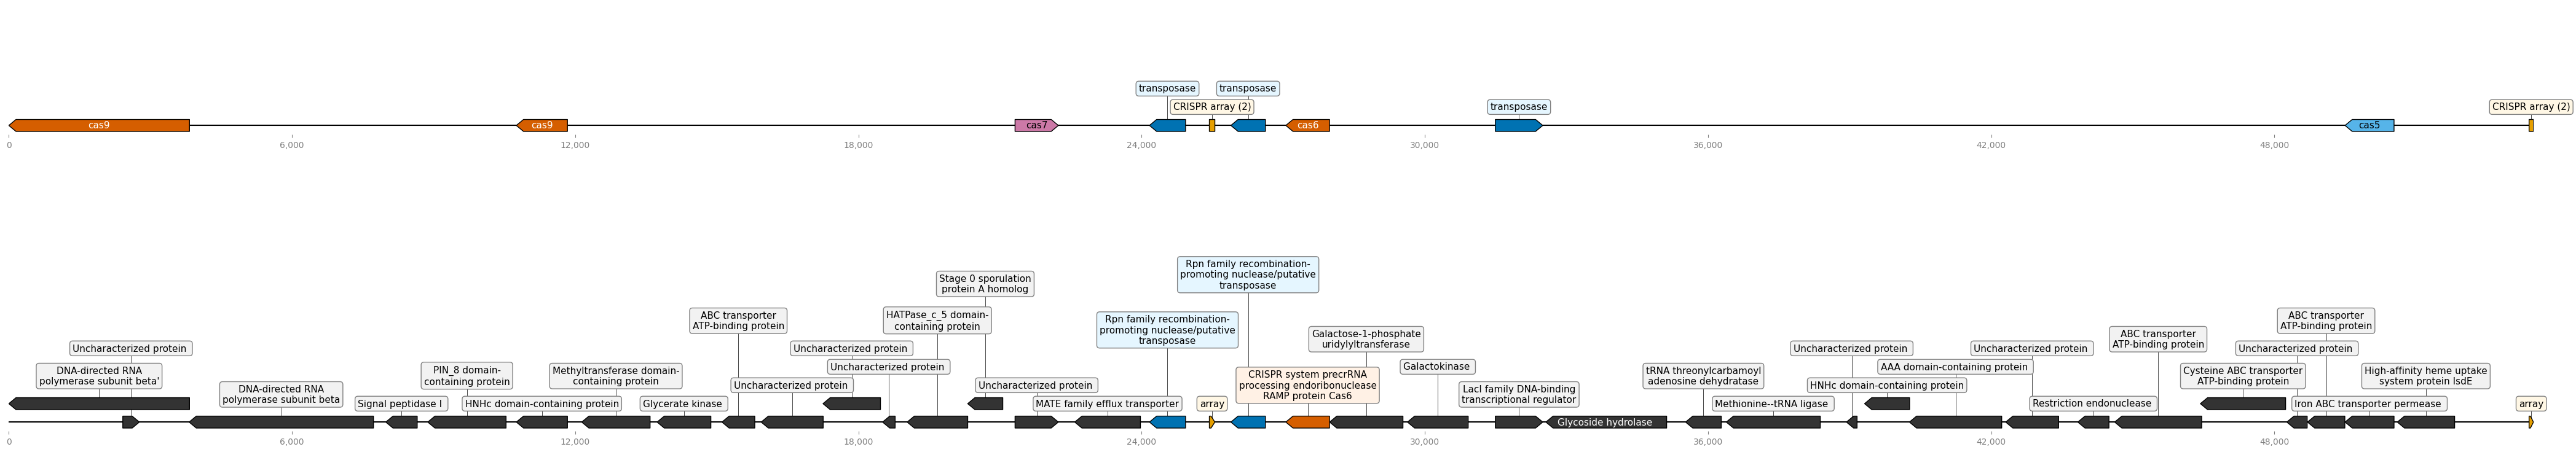 transposase
transposase
CRISPR array (2)
transposase
CRISPR array (2)
cas9
cas9
cas7
cas6
cas5
0
6,000
12,000
18,000
24,000
30,000
36,000
42,000
48,000
Rpn family recombination-
promoting nuclease/putative
transposase
Stage 0 sporulation
protein A homolog
ABC transporter
ATP-binding protein
HATPase_c_5 domain-
containing protein
Rpn family recombination-
promoting nuclease/putative
transposase
ABC transporter
ATP-binding protein
Galactose-1-phosphate
uridylyltransferase
ABC transporter
ATP-binding protein
Uncharacterized protein
Uncharacterized protein
Uncharacterized protein
Uncharacterized protein
Uncharacterized protein
DNA-directed RNA
polymerase subunit beta'
PIN_8 domain-
containing protein
Methyltransferase domain-
containing protein
Uncharacterized protein
CRISPR system precrRNA
processing endoribonuclease
RAMP protein Cas6
Galactokinase
tRNA threonylcarbamoyl
adenosine dehydratase
AAA domain-containing protein
Cysteine ABC transporter
ATP-binding protein
High-affinity heme uptake
system protein IsdE
DNA-directed RNA
polymerase subunit beta
Uncharacterized protein
Uncharacterized protein
LacI family DNA-binding
transcriptional regulator
HNHc domain-containing protein
Signal peptidase I
HNHc domain-containing protein
Glycerate kinase
MATE family efflux transporter
array
Methionine--tRNA ligase
Restriction endonuclease
Iron ABC transporter permease
array
Glycoside hydrolase
0
6,000
12,000
18,000
24,000
30,000
36,000
42,000
48,000